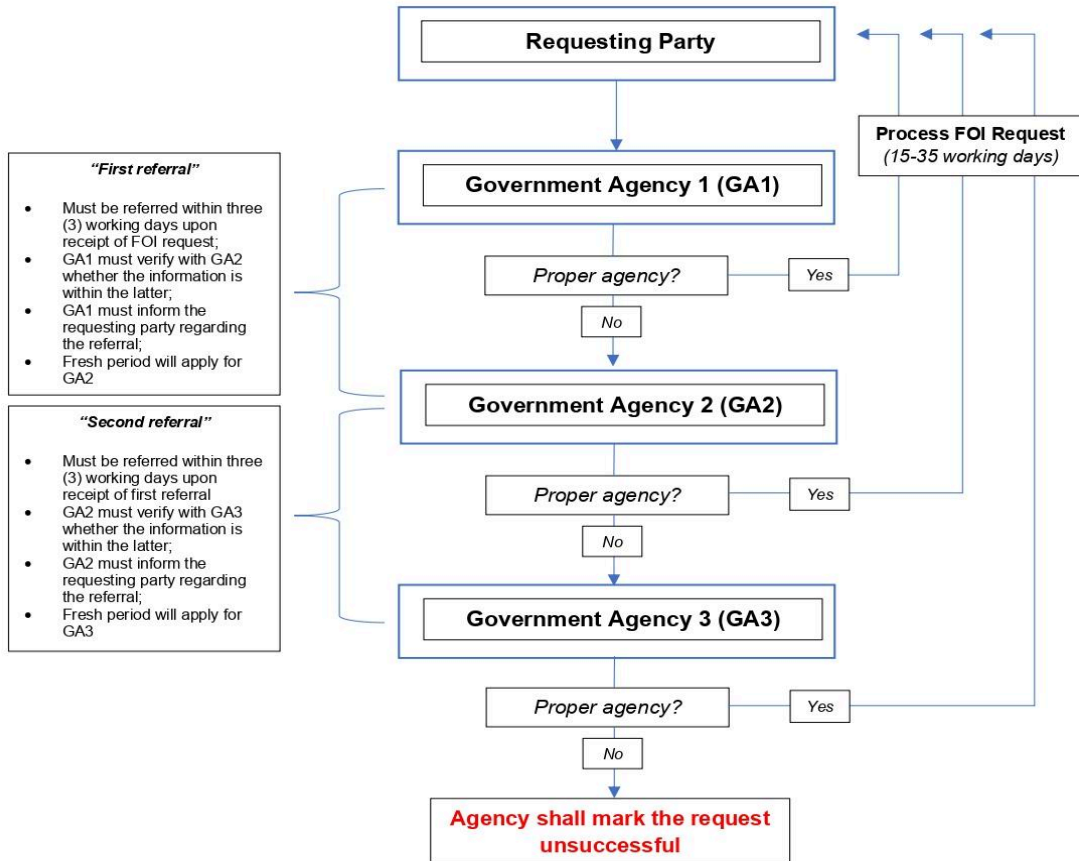 Requesting Party
Process FOI Request
(15-35 working days)
“First referral”
• Must be referred within three
(3) working days upon
receipt of FOI request;
• GA1 must verify with GA2
whether the information is
within the latter;
• GA1 must inform the
requesting party regarding
the referral;
• Fresh period will apply for
GA2
Government Agency 1 (GA1)
Proper agency?
Yes
No
Government Agency 2 (GA2)
“Second referral”
• Must be referred within three
(3) working days upon
receipt of first referral
• GA2 must verify with GA3
whether the information is
within the latter;
• GA2 must inform the
requesting party regarding
the referral;
• Fresh period will apply for
GA3
Proper agency?
Yes
No
Government Agency 3 (GA3)
Proper agency?
Yes
No
Agency shall mark the request
unsuccessful